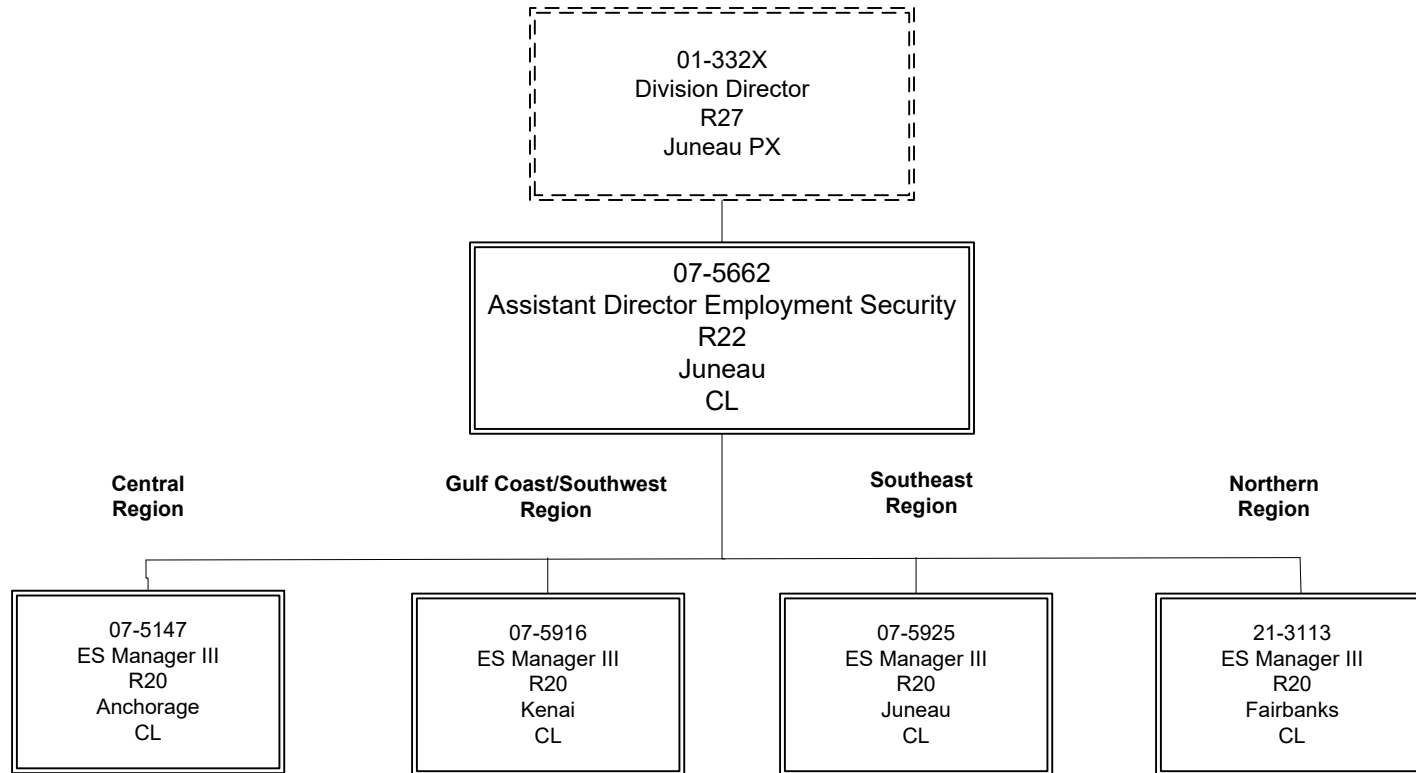 01-332X
Division Director
R27
Juneau PX
07-5662
Assistant Director Employment Security
R22
Juneau
CL
Central
Region
Gulf Coast/Southwest
Region
Southeast
Region
Northern
Region
07-5147
ES Manager III
R20
Anchorage
CL
07-5916
ES Manager III
R20
Kenai
CL
07-5925
ES Manager III
R20
Juneau
CL
21-3113
ES Manager III
R20
Fairbanks
CL